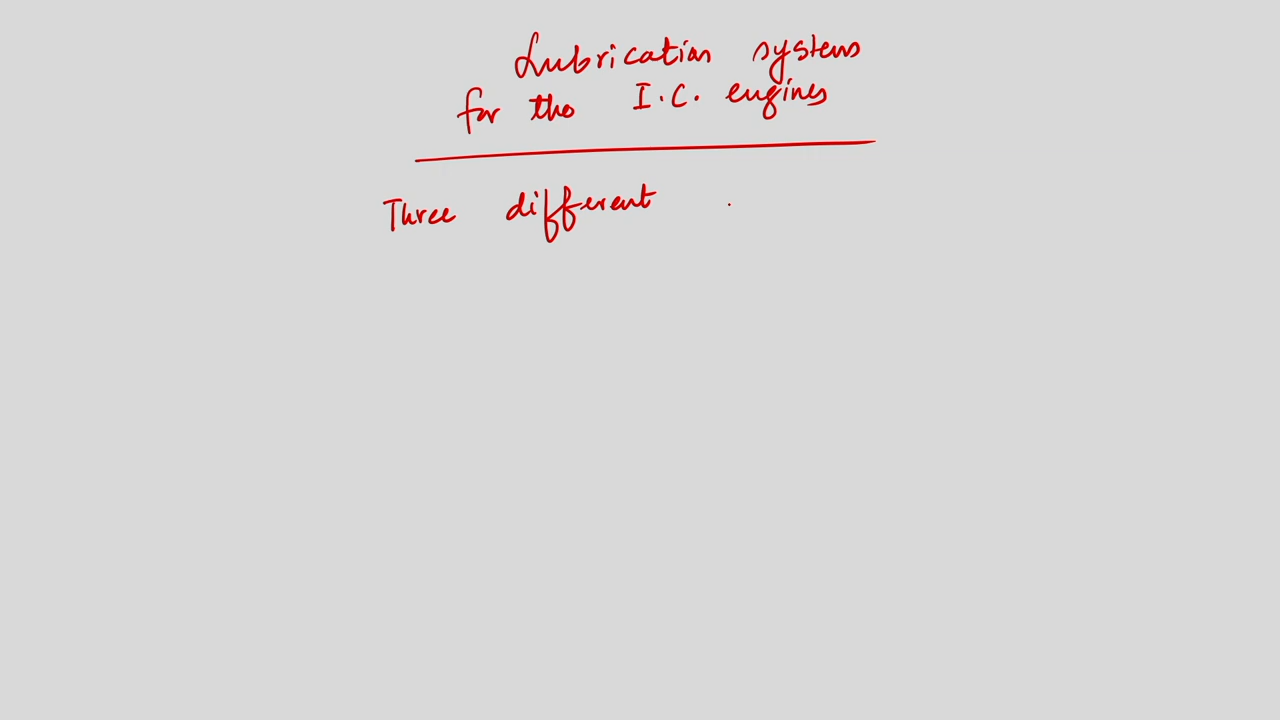 Lubrication systems
for the I.C. engines
Three different